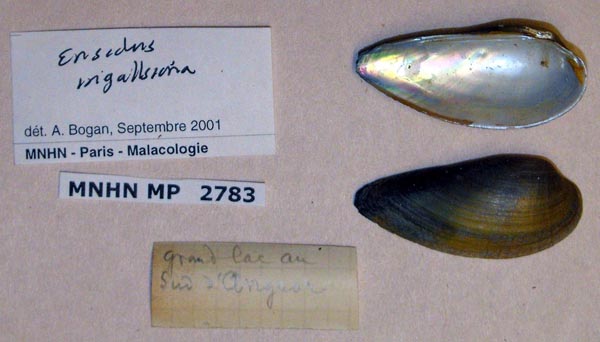 Ensidens
ingallsiana
dét. A. Bogan, Septembre 2001
MNHN - Paris - Malacologie
MNHN MP 2783
grand lac au
Sud d'Angkor